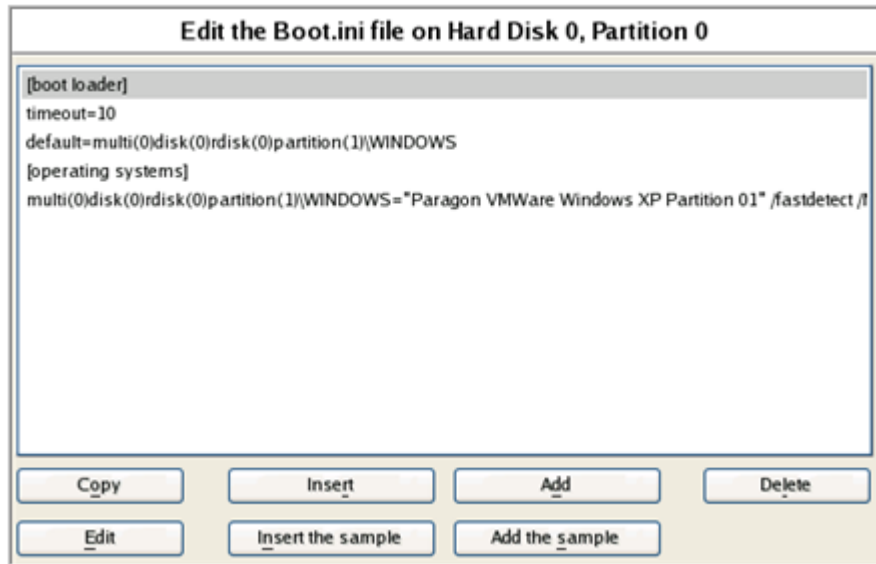 Edit the Boot.ini file on Hard Disk 0, Partition 0
[boot loader]
timeout=10
default=multi(0)disk(0)rdisk(0)partition(1)\WINDOWS
[operating systems]
multi(0)disk(0)rdisk(0)partition(1)\WINDOWS="Paragon VMWare Windows XP Partition 01" /fastdetect
Copy Insert Add Delete
Edit Insert the sample Add the sample